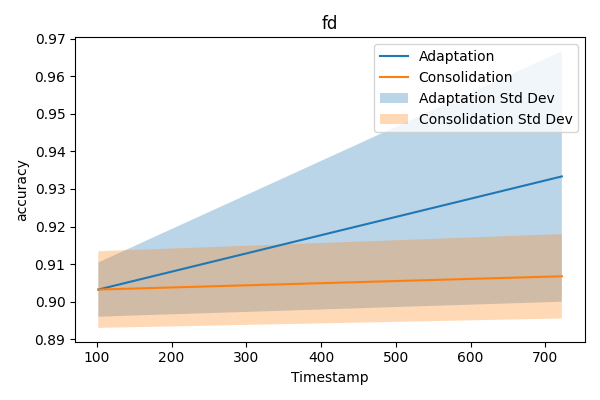 fd
0.97
0.96
0.95
0.94
0.93
0.92
0.91
0.90
0.89
accuracy
Adaptation
Consolidation
Adaptation Std Dev
Consolidation Std Dev
100 200 300 400 500 600 700
Timestamp